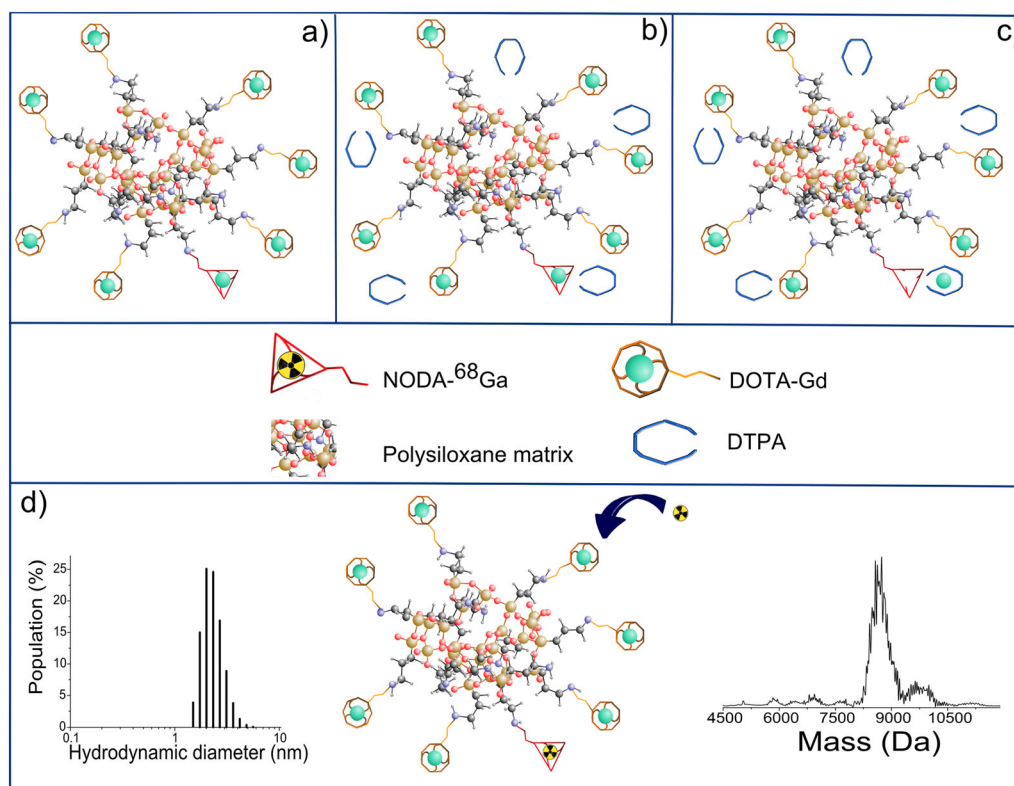 a)
b)
c)
NODA-⁶⁸Ga
DOTA-Gd
Polysiloxane matrix
DTPA
d)
Population (%)
25
20
15
10
5
0
0.1
1
10
Hydrodynamic diameter (nm)
4500 6000 7500 9000 10500
Mass (Da)